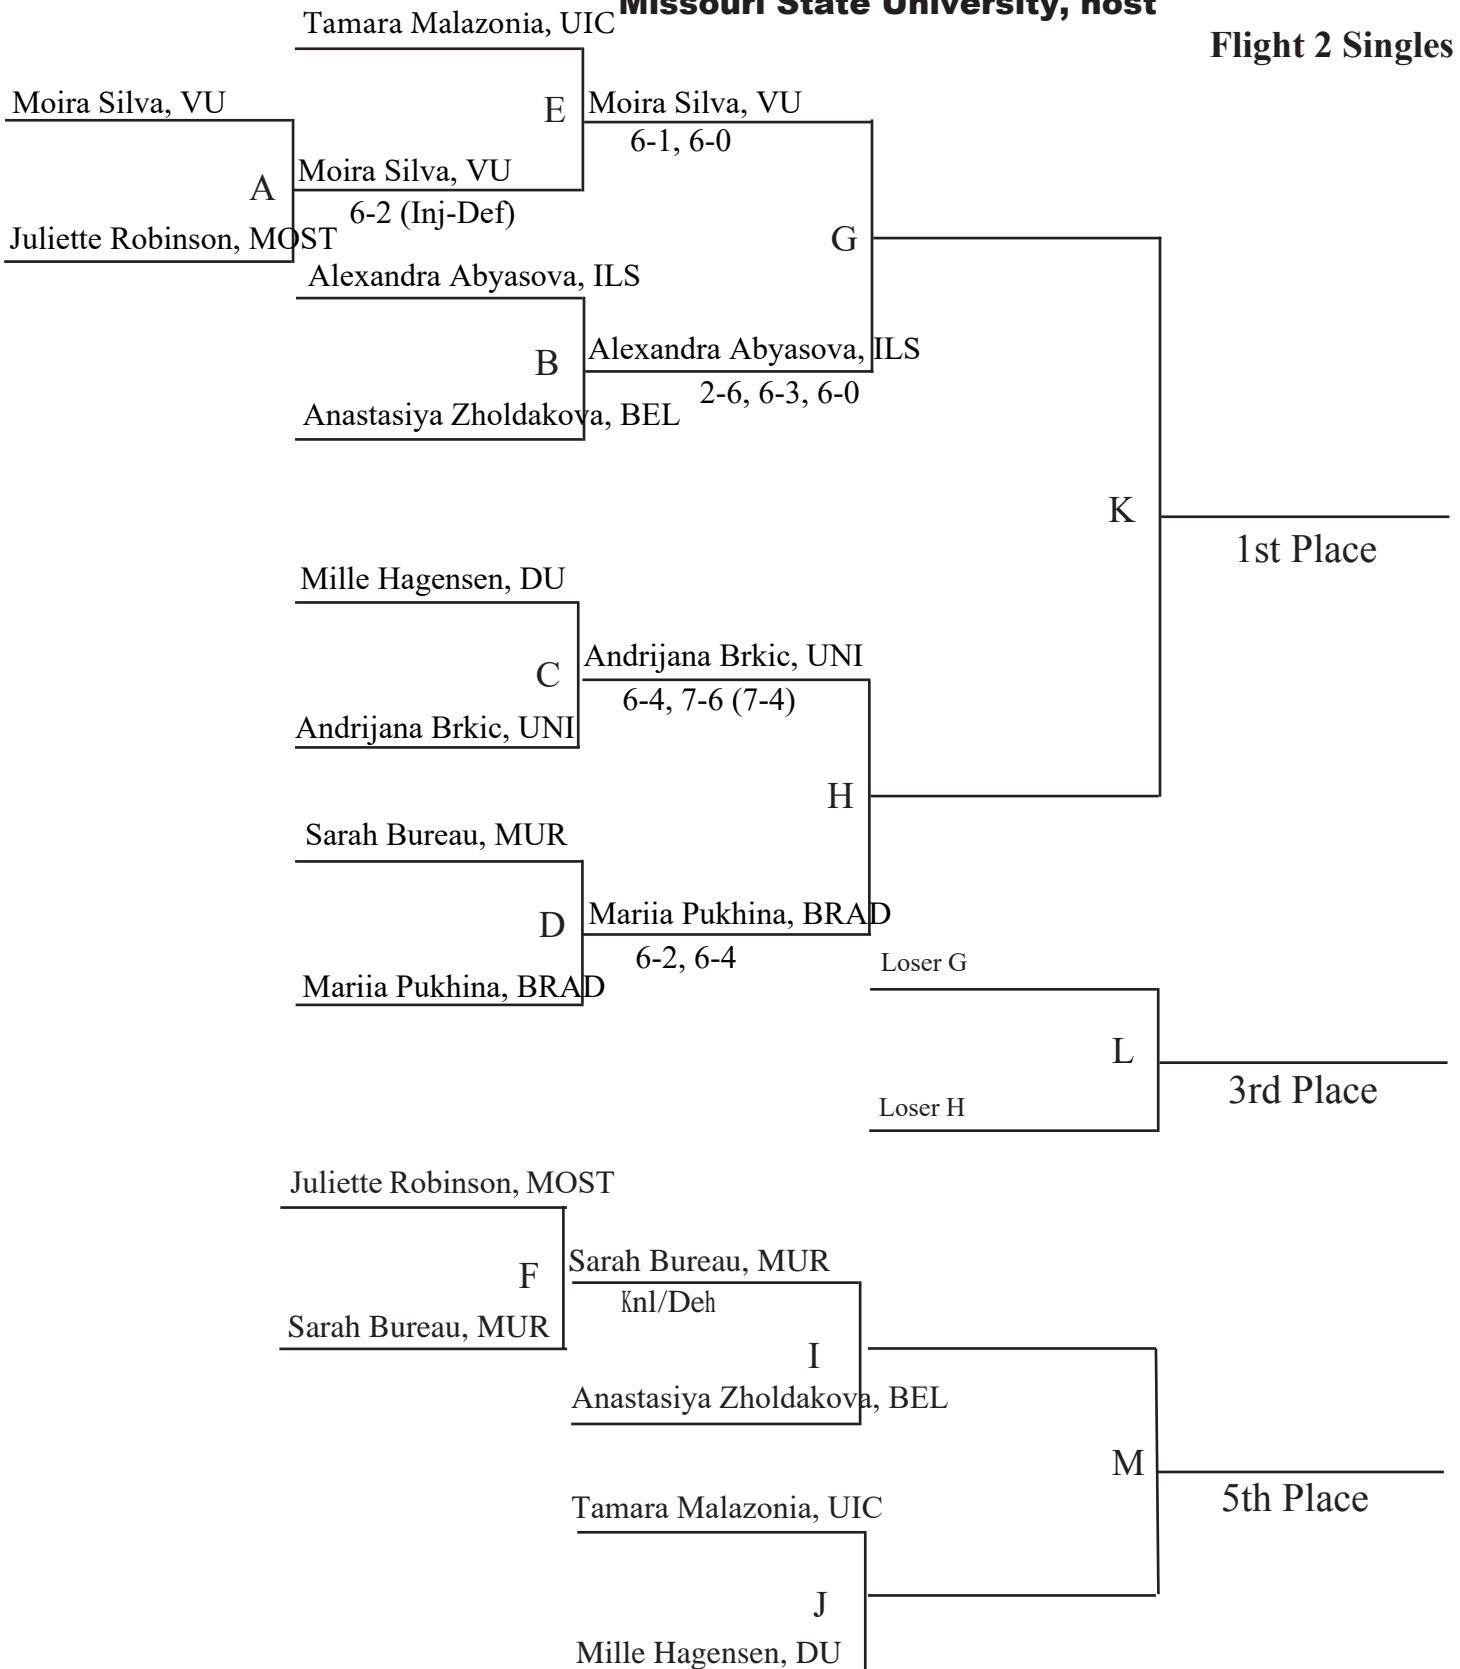 Missouri State University, host
Tamara Malazonia, UIC
Flight 2 Singles
Moira Silva, VU
E
Moira Silva, VU
6-1, 6-0
A
Moira Silva, VU
6-2 (Inj-Def)
Juliette Robinson, MOST
G
Alexandra Abyasova, ILS
B
Alexandra Abyasova, ILS
2-6, 6-3, 6-0
Anastasiya Zholdakova, BEL
K
1st Place
Mille Hagensen, DU
C
Andrijana Brkic, UNI
6-4, 7-6 (7-4)
Andrijana Brkic, UNI
H
Sarah Bureau, MUR
D
Mariia Pukhina, BRAD
6-2, 6-4
Mariia Pukhina, BRAD
Loser G
L
3rd Place
Loser H
Juliette Robinson, MOST
F
Sarah Bureau, MUR
Knl/Deh
Sarah Bureau, MUR
I
Anastasiya Zholdakova, BEL
M
5th Place
Tamara Malazonia, UIC
J
Mille Hagensen, DU